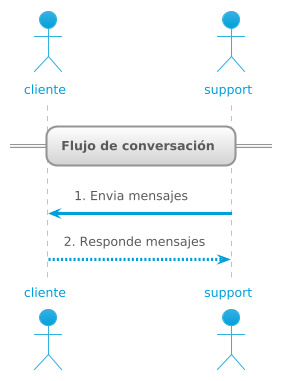 cliente support
Flujo de conversación
1. Envia mensajes
2. Responde mensajes
cliente support